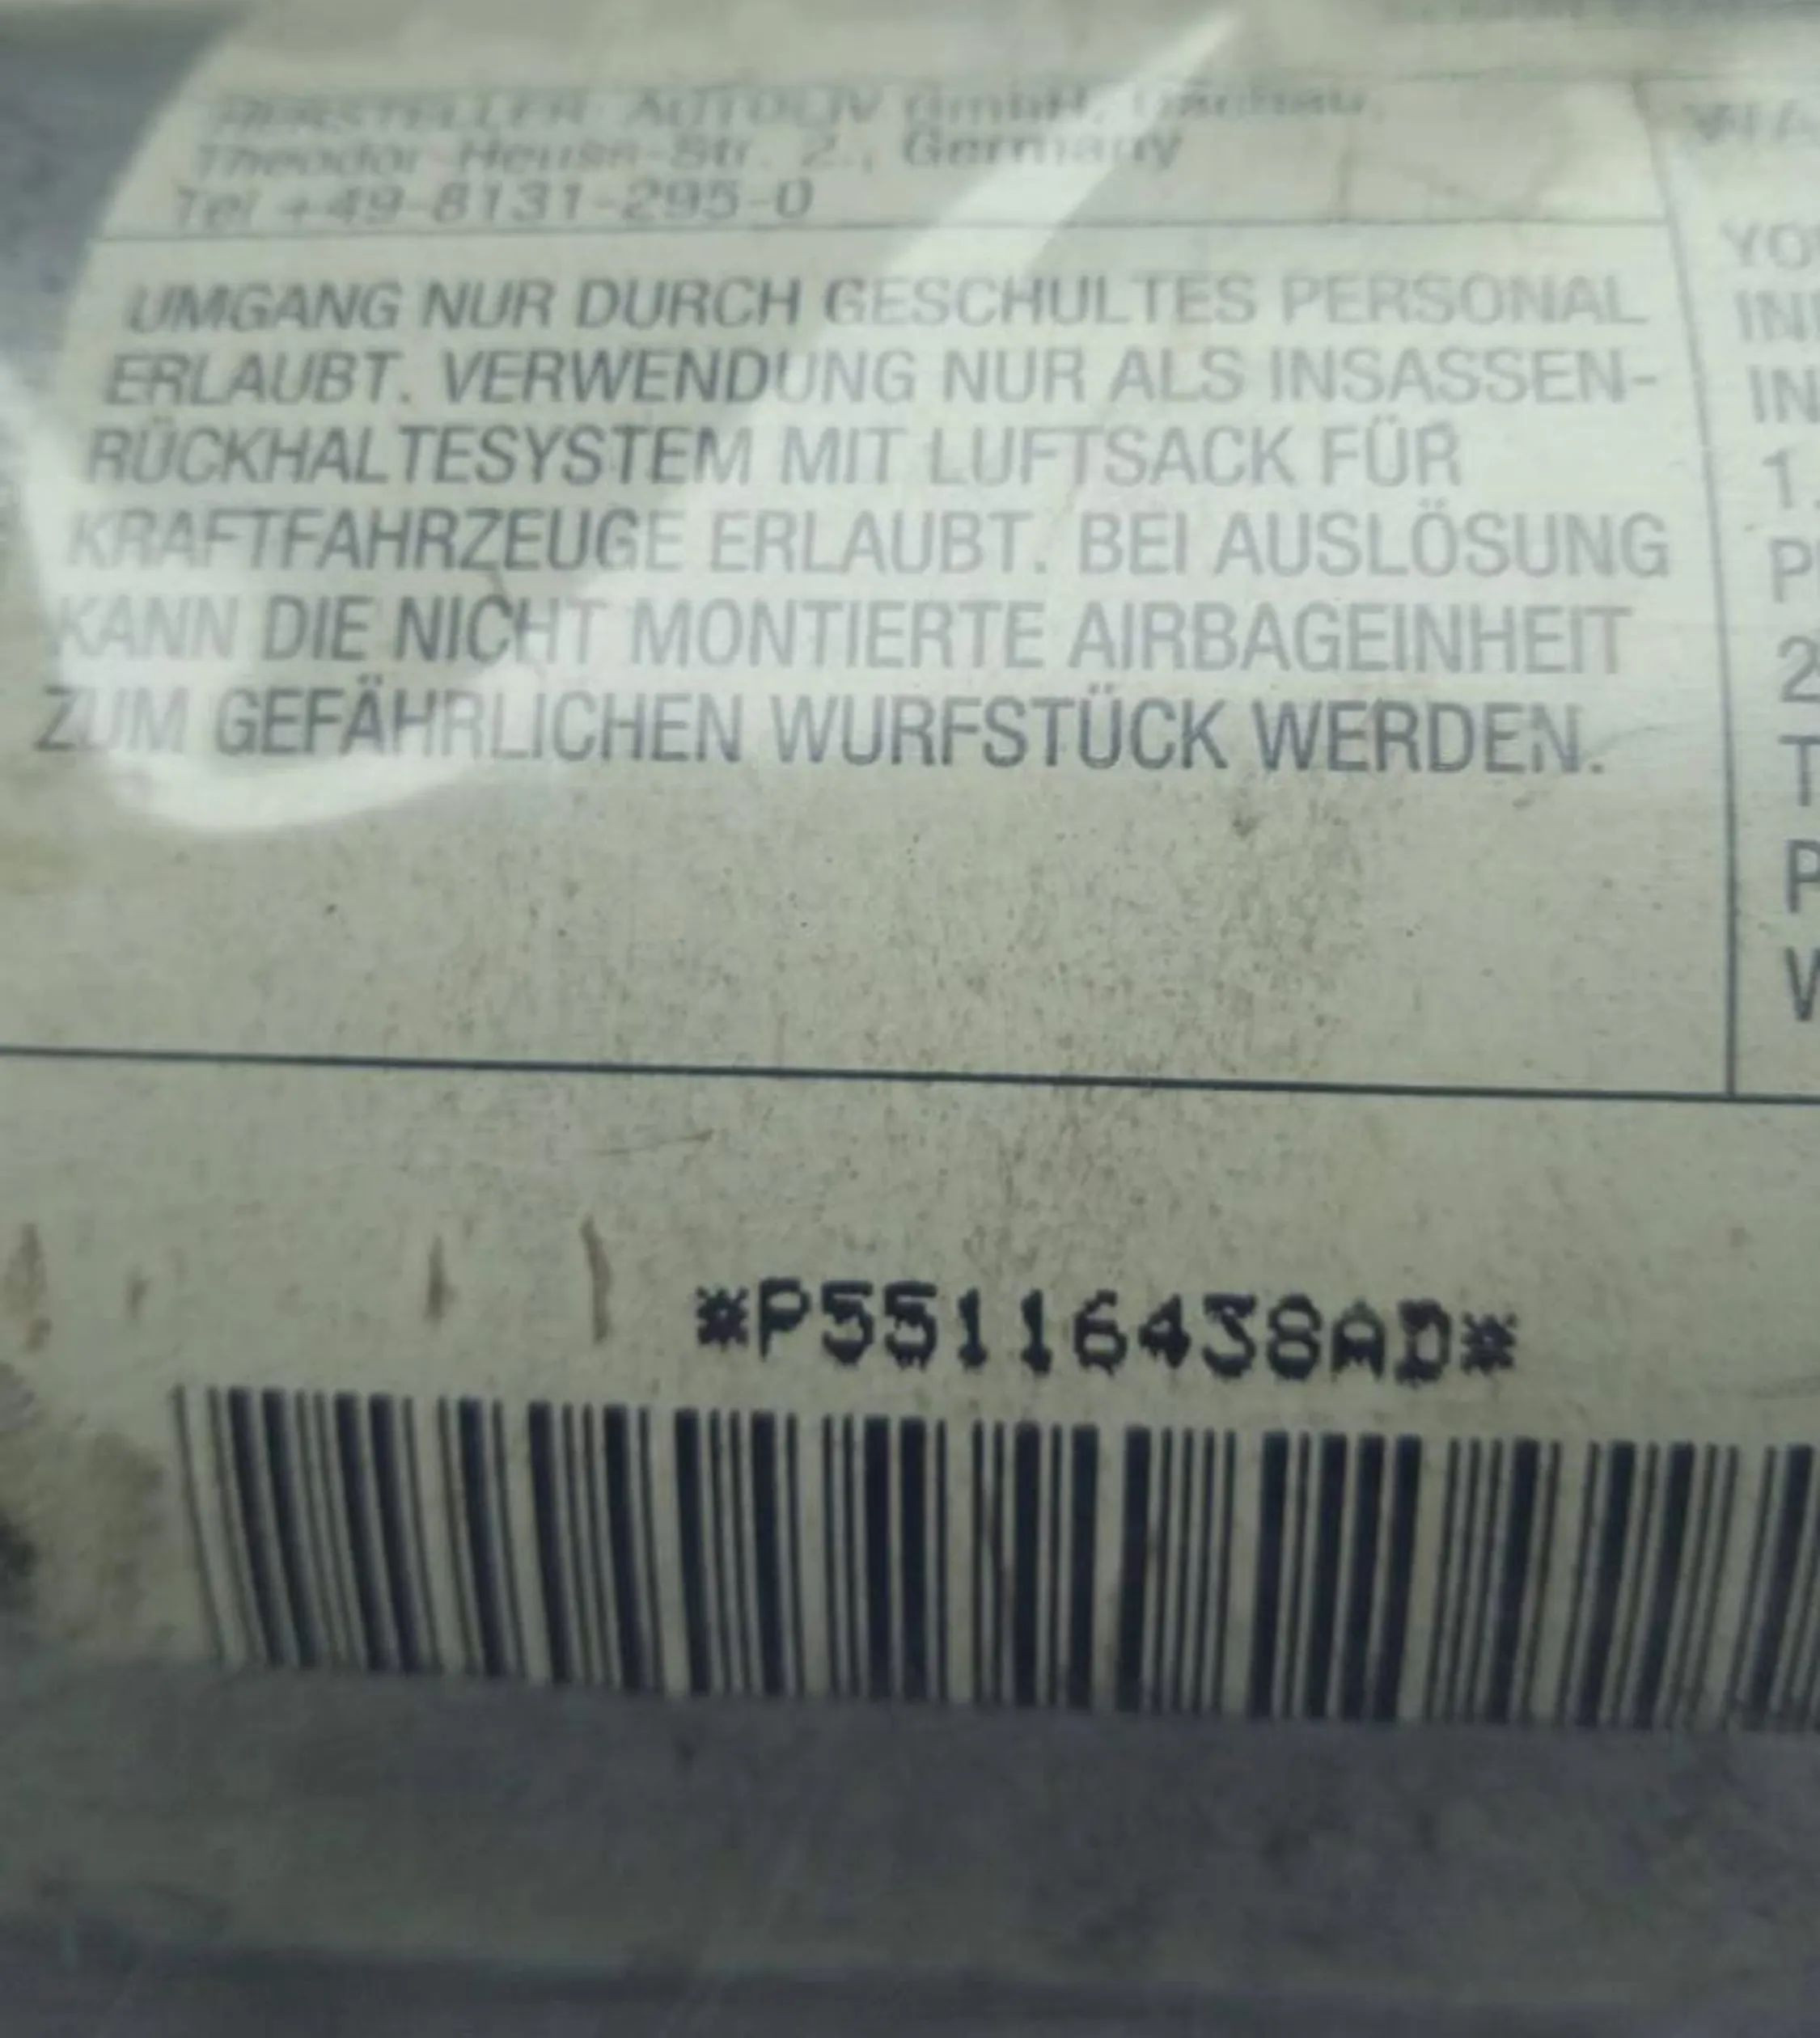 HERSTELLER: AUTOLIV GmbH, Dachau,
Theodor-Heuss-Str. 2., Germany
Tel +49-8131-295-0
UMGANG NUR DURCH GESCHULTES PERSONAL
ERLAUBT. VERWENDUNG NUR ALS INSASSEN-
RÜCKHALTESYSTEM MIT LUFTSACK FÜR
KRAFTFAHRZEUGE ERLAUBT. BEI AUSLÖSUNG
KANN DIE NICHT MONTIERTE AIRBAGEINHEIT
ZUM GEFÄHRLICHEN WURFSTÜCK WERDEN.
*P55116438AD*